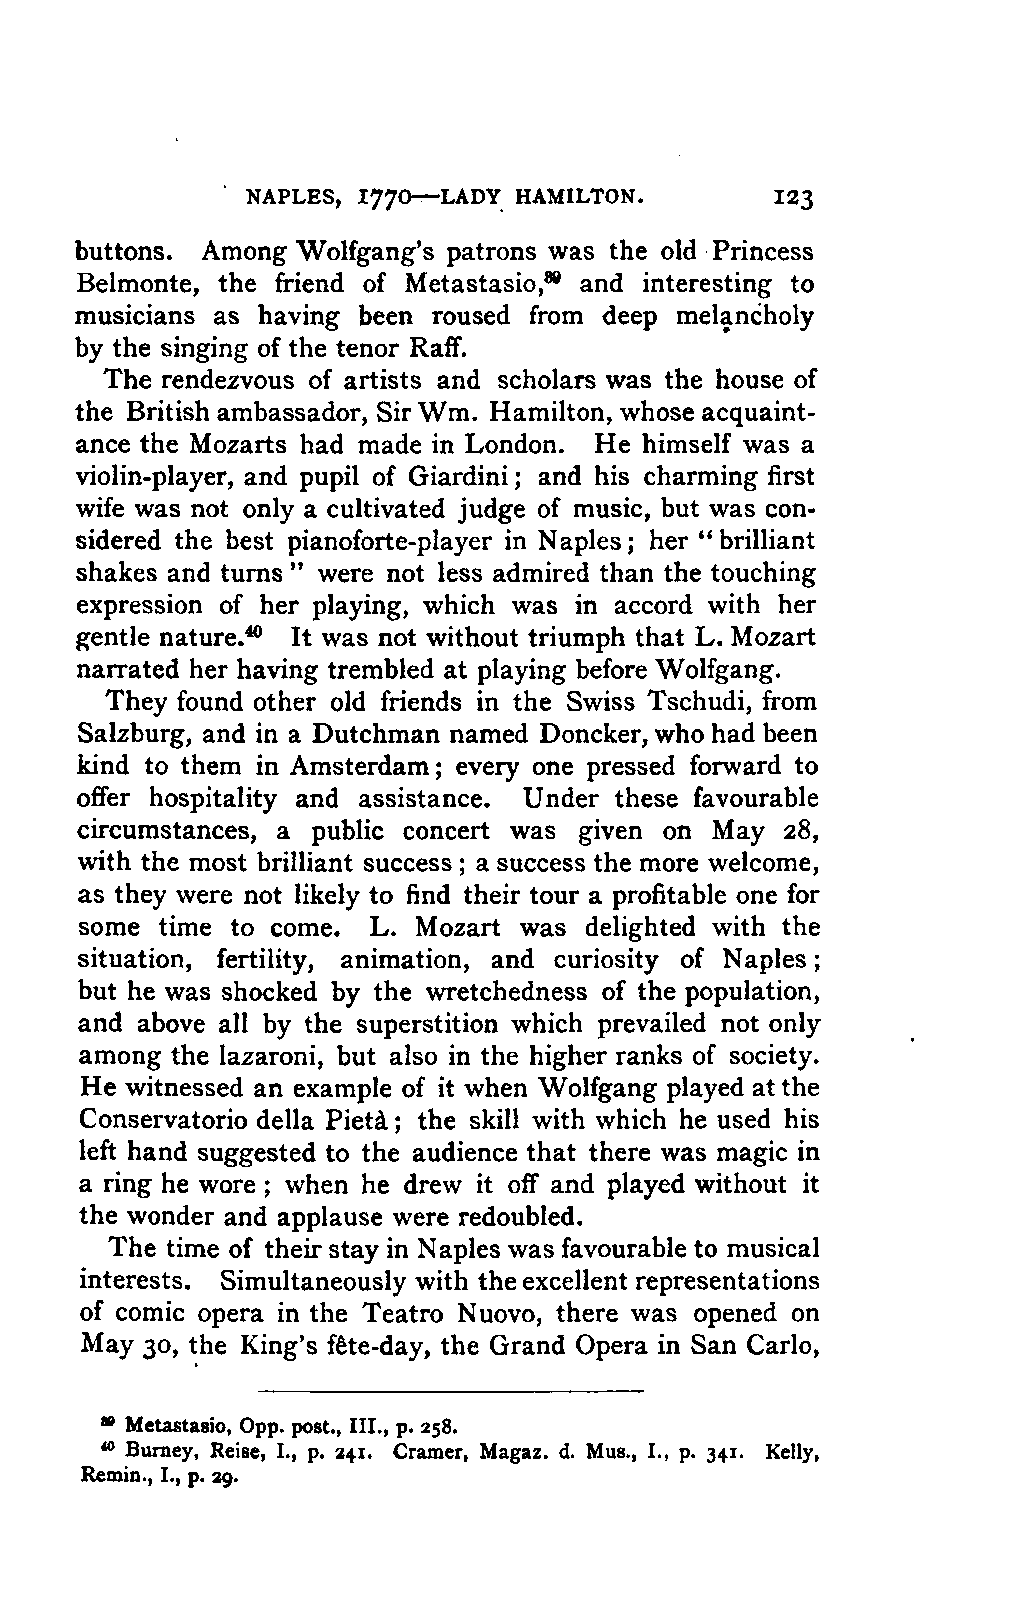 NAPLES, 1770—LADY HAMILTON. 123
buttons. Among Wolfgang's patrons was the old Princess
Belmonte, the friend of Metastasio,³⁹ and interesting to
musicians as having been roused from deep melancholy
by the singing of the tenor Raff.
The rendezvous of artists and scholars was the house of
the British ambassador, Sir Wm. Hamilton, whose acquaint-
ance the Mozarts had made in London. He himself was a
violin-player, and pupil of Giardini; and his charming first
wife was not only a cultivated judge of music, but was con-
sidered the best pianoforte-player in Naples; her "brilliant
shakes and turns" were not less admired than the touching
expression of her playing, which was in accord with her
gentle nature.⁴⁰ It was not without triumph that L. Mozart
narrated her having trembled at playing before Wolfgang.
They found other old friends in the Swiss Tschudi, from
Salzburg, and in a Dutchman named Doncker, who had been
kind to them in Amsterdam; every one pressed forward to
offer hospitality and assistance. Under these favourable
circumstances, a public concert was given on May 28,
with the most brilliant success; a success the more welcome,
as they were not likely to find their tour a profitable one for
some time to come. L. Mozart was delighted with the
situation, fertility, animation, and curiosity of Naples;
but he was shocked by the wretchedness of the population,
and above all by the superstition which prevailed not only
among the lazaroni, but also in the higher ranks of society.
He witnessed an example of it when Wolfgang played at the
Conservatorio della Pietà; the skill with which he used his
left hand suggested to the audience that there was magic in
a ring he wore; when he drew it off and played without it
the wonder and applause were redoubled.
The time of their stay in Naples was favourable to musical
interests. Simultaneously with the excellent representations
of comic opera in the Teatro Nuovo, there was opened on
May 30, the King's fête-day, the Grand Opera in San Carlo,
³⁹ Metastasio, Opp. post., III., p. 258.
⁴⁰ Burney, Reise, I., p. 241. Cramer, Magaz. d. Mus., I., p. 341. Kelly,
Remin., I., p. 29.